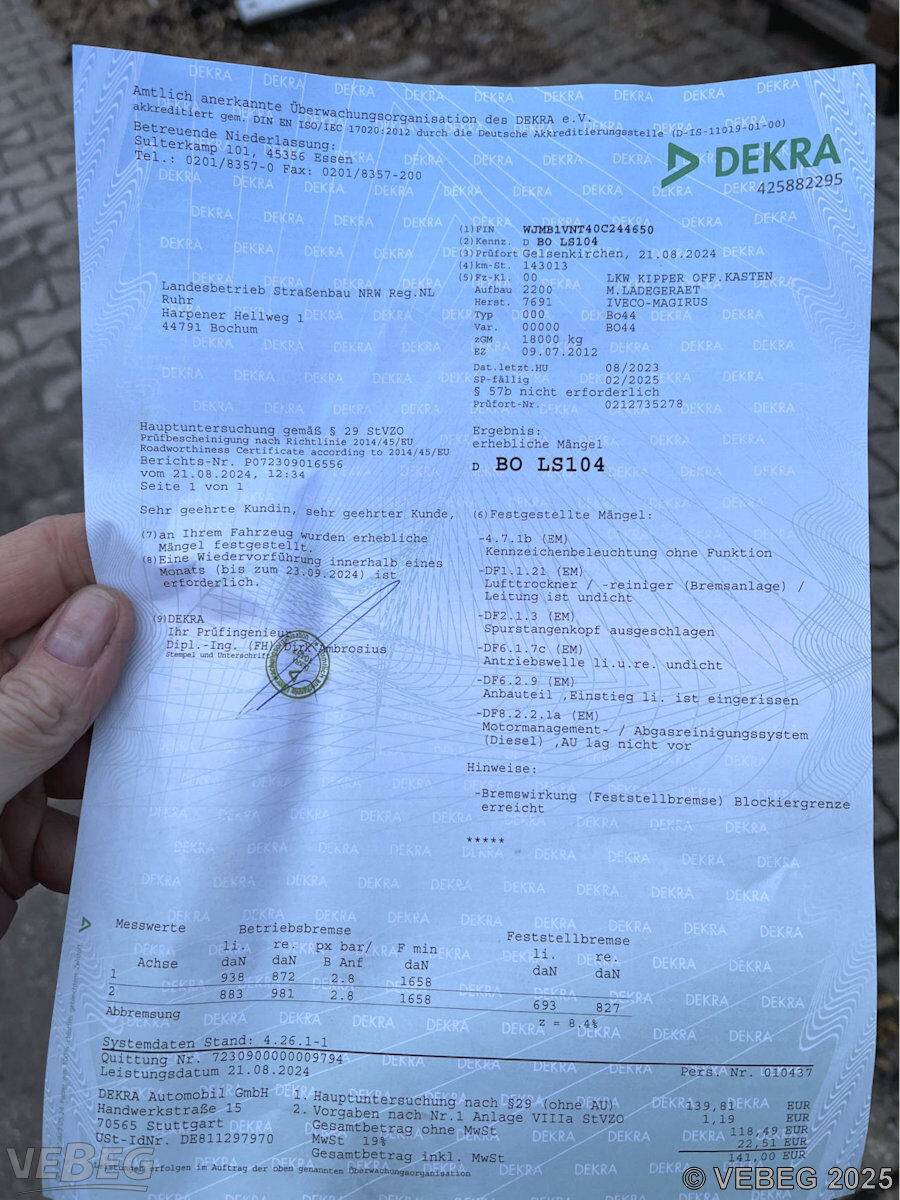 Amtlich anerkannte Überwachungsorganisation des DEKRA e.V.
akkreditiert gem. DIN EN ISO/IEC 17020:2012 durch die Deutsche Akkreditierungsstelle (D-IS-11019-01-00)
Betreuende Niederlassung:
Sulterkamp 101, 45356 Essen
Tel.: 0201/8357-0 Fax: 0201/8357-200
DEKRA
425882295
(1) FIN WJMB1VNT40C244650
(2) Kennz. D BO LS104
(3) Prüfort Gelsenkirchen, 21.08.2024
(4) km-St. 143013
(5) Fz-Kl. 00 LKW KIPPER OFF.KASTEN
Aufbau 2200 M.LADEGERAET
Herst. 7691 IVECO-MAGIRUS
Typ 000 Bo44
Var. 00000 Bo44
zGM 18000 kg
EZ 09.07.2012
Dat.letzt.HU 08/2023
SP-fällig 02/2025
§ 57b nicht erforderlich
Prüfort-Nr. 0212735278
Landesbetrieb Straßenbau NRW Reg.NL
Ruhr
Harpener Hellweg 1
44791 Bochum
Hauptuntersuchung gemäß § 29 StVZO
Prüfbescheinigung nach Richtlinie 2014/45/EU
Roadworthiness Certificate according to 2014/45/EU
Berichts-Nr. P072309016556
vom 21.08.2024, 12:34
Seite 1 von 1
Ergebnis:
erhebliche Mängel
D BO LS104
Sehr geehrte Kundin, sehr geehrter Kunde,
(7) an Ihrem Fahrzeug wurden erhebliche
Mängel festgestellt.
(8) Eine Wiedervorführung innerhalb eines
Monats (bis zum 23.09.2024) ist
erforderlich.
(9) DEKRA
Ihr Prüfingenieur
Dipl.-Ing. (FH) Dirk Ambrosius
Stempel und Unterschrift
(6) Festgestellte Mängel:
-4.7.1b (EM)
Kennzeichenbeleuchtung ohne Funktion
-DF1.1.21 (EM)
Lufttrockner / -reiniger (Bremsanlage) /
Leitung ist undicht
-DF2.1.3 (EM)
Spurstangenkopf ausgeschlagen
-DF6.1.7c (EM)
Antriebswelle li.u.re. undicht
-DF6.2.9 (EM)
Anbauteil ,Einstieg li. ist eingerissen
-DF8.2.2.1a (EM)
Motormanagement- / Abgasreinigungssystem
(Diesel) ,AU lag nicht vor
Hinweise:
-Bremswirkung (Feststellbremse) Blockiergrenze
erreicht
*****
Messwerte Betriebsbremse Feststellbremse
li. re. px bar/ F min li. re.
Achse daN daN B Anf daN daN daN
1 938 872 2.8 1658
2 883 981 2.8 1658 693 827
Abbremsung z = 8.4%
Systemdaten Stand: 4.26.1-1
Quittung Nr. 7230900000009794
Leistungsdatum 21.08.2024 Pers. Nr. 010437
DEKRA Automobil GmbH
Handwerkstraße 15
70565 Stuttgart
USt-IdNr. DE811297970
1. Hauptuntersuchung nach §29 (ohne AU) 139,81 EUR
2. Vorgaben nach Nr.1 Anlage VIIIa StVZO 1,19 EUR
Gesamtbetrag ohne MwSt 118,49 EUR
MwSt 19% 22,51 EUR
Gesamtbetrag inkl. MwSt 141,00 EUR
Leistungen erfolgen im Auftrag der oben genannten Überwachungsorganisation
VEBEG
© VEBEG 2025